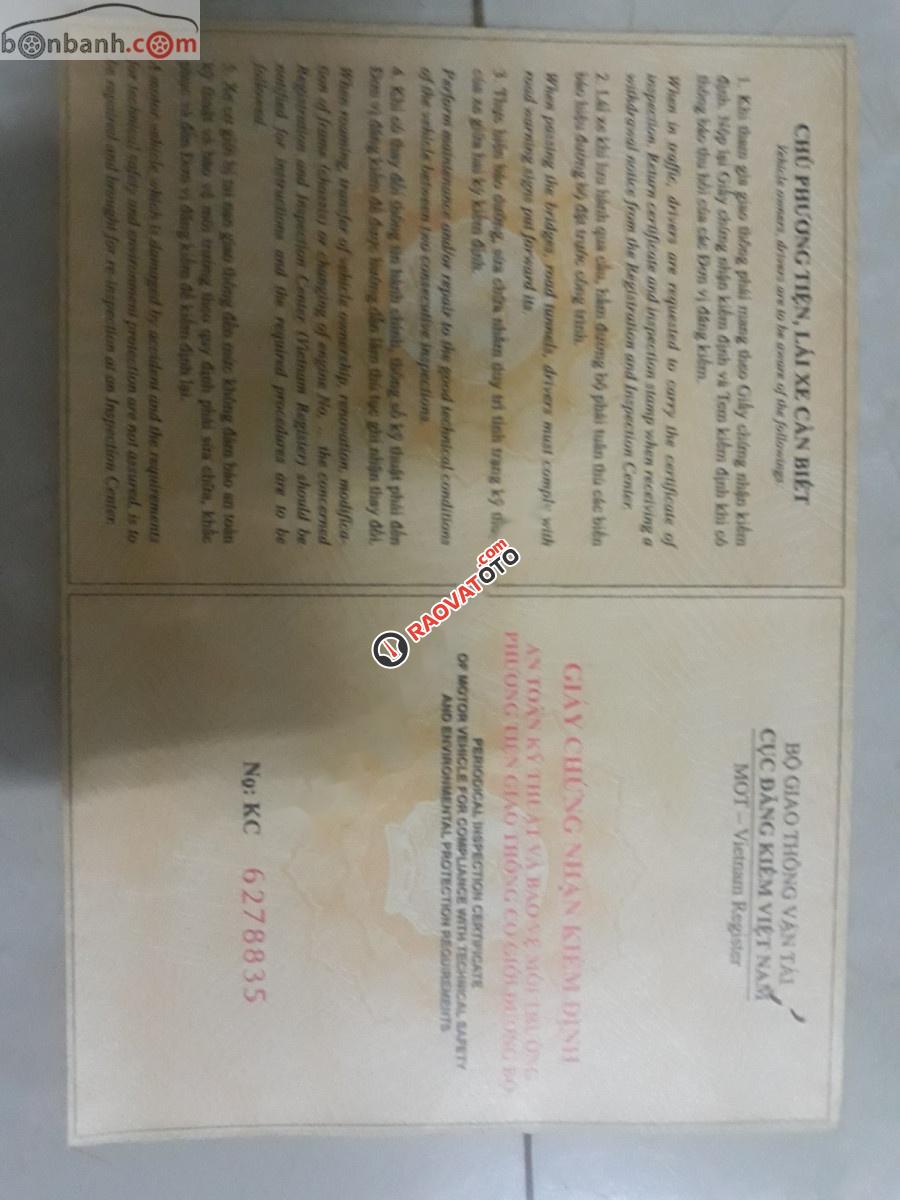 bonbanh.com
CHỦ PHƯƠNG TIỆN, LÁI XE CẦN BIẾT
Vehicle owners, drivers are to be aware of the followings
1. Khi tham gia giao thông phải mang theo Giấy chứng nhận kiểm
định. Nộp lại Giấy chứng nhận kiểm định và Tem kiểm định khi có
thông báo thu hồi của các Đơn vị đăng kiểm.
When in traffic, drivers are requested to carry the certificate of
inspection. Return certificate and inspection stamp when receiving a
withdrawal notice from the Registration and Inspection Center.
2. Lái xe khi lưu hành qua cầu, hầm đường bộ phải tuân thủ các biển
báo hiệu đường bộ đặt trước công trình.
When passing the bridges, road tunnels, drivers must comply with
road warning sign put forward its.
3. Thực hiện bảo dưỡng, sửa chữa nhằm duy trì tình trạng kỹ
của xe giữa hai kỳ kiểm định.
Perform maintenance and/or repair to the good technical conditions
of the vehicle between two consecutive inspections.
4. Khi có thay đổi thông tin hành chính, thông số kỹ thuật phải đến
Đơn vị đăng kiểm để được hướng dẫn làm thủ tục ghi nhận thay đổi.
When roaming, transfer of vehicle ownership, renovation, modifica-
tion of frame (chassis) or changing of engine No, .. the concerned
Registration and Inspection Center (Vietnam Register) should be
notified for instructions and the required procedures are to be
followed.
5. Xe cơ giới bị tai nạn giao thông đến mức không đảm bảo an toàn
kỹ thuật và bảo vệ môi trường theo quy định phải sửa chữa, khắc
phục và đến Đơn vị đăng kiểm để kiểm định lại.
A motor vehicle which is damaged by accident and the requirements
for technical safety and environment protection are not assured, is to
be repaired and brought for re-inspection at an Inspection Center.
BỘ GIAO THÔNG VẬN TẢI
CỤC ĐĂNG KIỂM VIỆT NAM
MOT – Vietnam Register
GIẤY CHỨNG NHẬN KIỂM ĐỊNH
AN TOÀN KỸ THUẬT VÀ BẢO VỆ MÔI TRƯỜNG
PHƯƠNG TIỆN GIAO THÔNG CƠ GIỚI ĐƯỜNG BỘ
PERIODICAL INSPECTION CERTIFICATE
OF MOTOR VEHICLE FOR COMPLIANCE WITH TECHNICAL SAFETY
AND ENVIRONMENTAL PROTECTION REQUIREMENTS
No: KC 6278835
RAOVATOTO.com